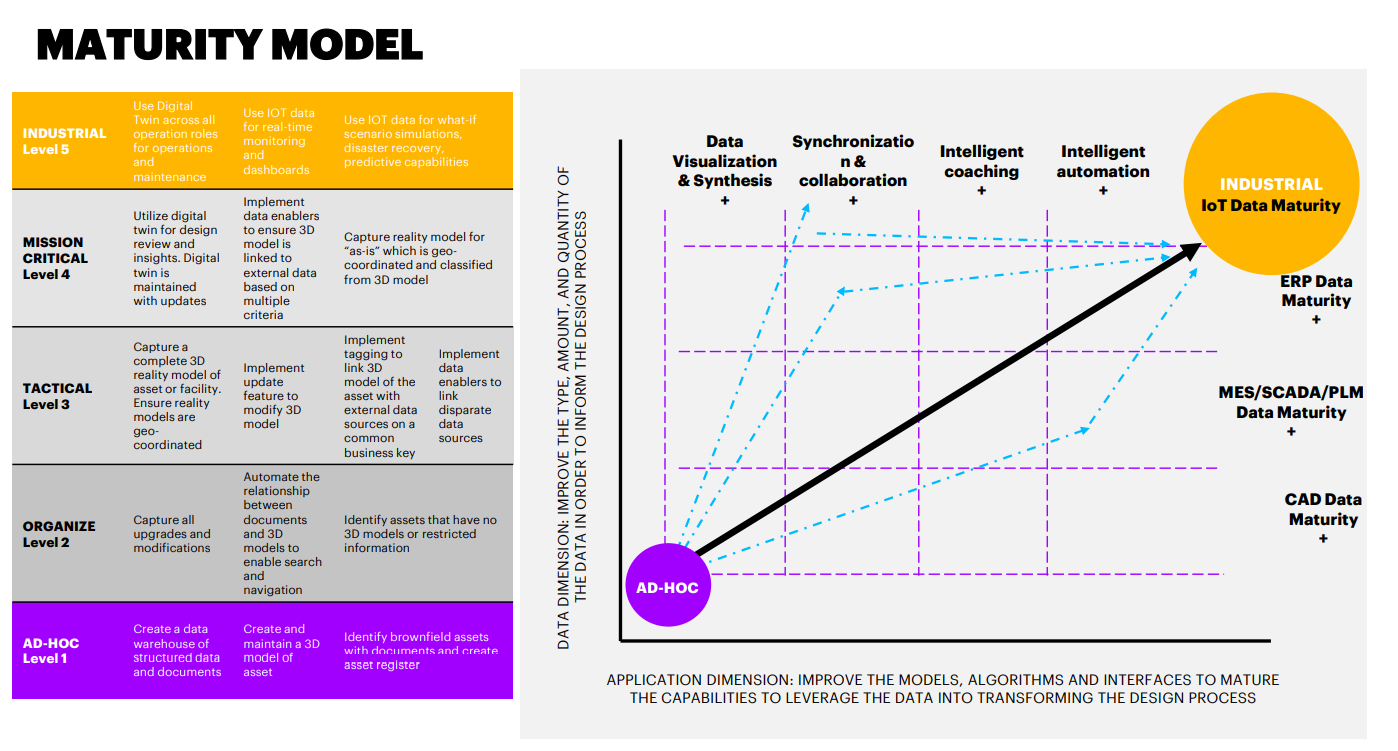 MATURITY MODEL
INDUSTRIAL
Level 5
Use Digital
Twin across all
operation roles
for operations
and
maintenance
Use IOT data
for real-time
monitoring
and
dashboards
Use IOT data for what-if
scenario simulations,
disaster recovery,
predictive capabilities
MISSION
CRITICAL
Level 4
Utilize digital
twin for design
review and
insights. Digital
twin is
maintained
with updates
Implement
data enablers
to ensure 3D
model is
linked to
external data
based on
multiple
criteria
Capture reality model for
“as-is” which is geo-
coordinated and classified
from 3D model
TACTICAL
Level 3
Capture a
complete 3D
reality model of
asset or facility.
Ensure reality
models are
geo-
coordinated
Implement
update
feature to
modify 3D
model
Implement
tagging to
link 3D
model of the
asset with
external data
sources on a
common
business key
Implement
data
enablers to
link
disparate
data
sources
ORGANIZE
Level 2
Capture all
upgrades and
modifications
Automate the
relationship
between
documents
and 3D
models to
enable search
and
navigation
Identify assets that have no
3D models or restricted
information
AD-HOC
Level 1
Create a data
warehouse of
structured data
and documents
Create and
maintain a 3D
model of
asset
Identify brownfield assets
with documents and create
asset register
DATA DIMENSION: IMPROVE THE TYPE, AMOUNT, AND QUANTITY OF
THE DATA IN ORDER TO INFORM THE DESIGN PROCESS
Data
Visualization
& Synthesis
+
Synchronizatio
n &
collaboration
+
Intelligent
coaching
+
Intelligent
automation
+
INDUSTRIAL
IoT Data Maturity
ERP Data
Maturity
+
MES/SCADA/PLM
Data Maturity
+
CAD Data
Maturity
+
AD-HOC
APPLICATION DIMENSION: IMPROVE THE MODELS, ALGORITHMS AND INTERFACES TO MATURE
THE CAPABILITIES TO LEVERAGE THE DATA INTO TRANSFORMING THE DESIGN PROCESS